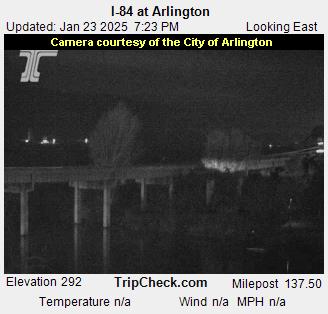 I-84 at Arlington
Updated: Jan 23 2025 7:23 PM Looking East
Camera courtesy of the City of Arlington
Elevation 292 TripCheck.com Milepost 137.50
Temperature n/a Wind n/a MPH n/a